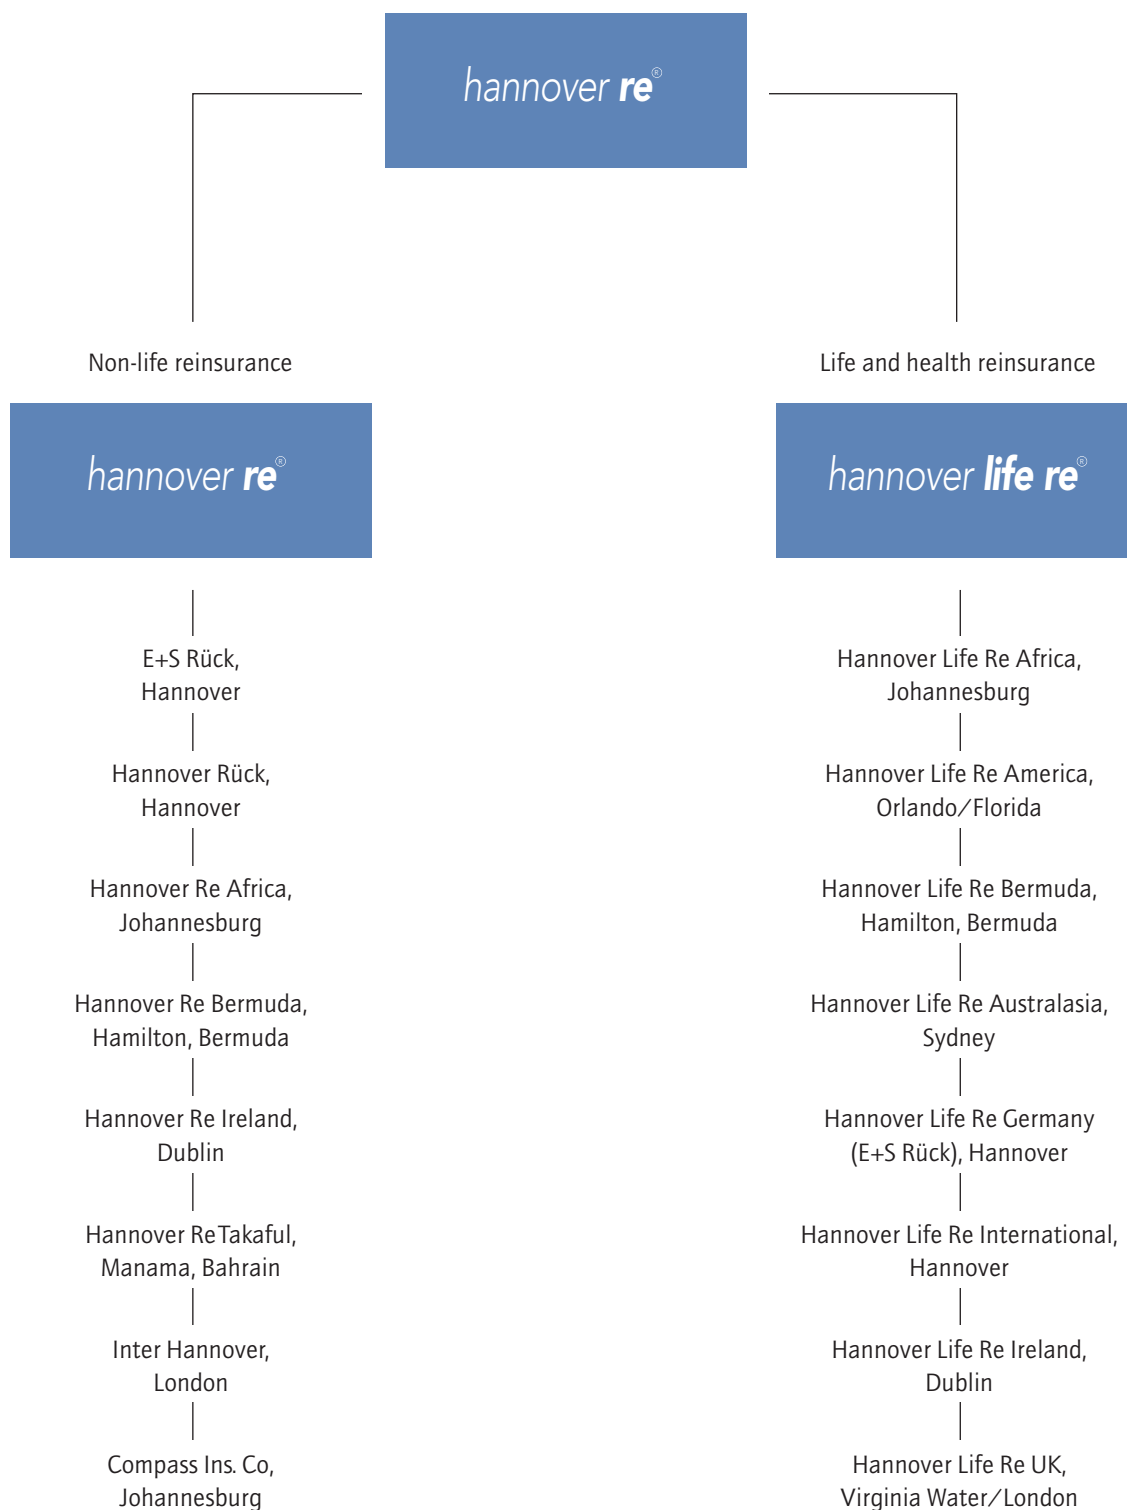 hannover re®
Non-life reinsurance
hannover re®
E+S Rück,
Hannover
Hannover Rück,
Hannover
Hannover Re Africa,
Johannesburg
Hannover Re Bermuda,
Hamilton, Bermuda
Hannover Re Ireland,
Dublin
Hannover Re Takaful,
Manama, Bahrain
Inter Hannover,
London
Compass Ins. Co,
Johannesburg
Life and health reinsurance
hannover life re®
Hannover Life Re Africa,
Johannesburg
Hannover Life Re America,
Orlando/Florida
Hannover Life Re Bermuda,
Hamilton, Bermuda
Hannover Life Re Australasia,
Sydney
Hannover Life Re Germany
(E+S Rück), Hannover
Hannover Life Re International,
Hannover
Hannover Life Re Ireland,
Dublin
Hannover Life Re UK,
Virginia Water/London